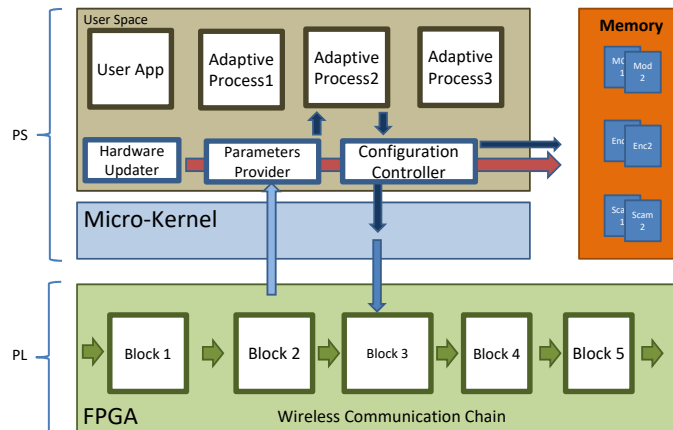 User Space
Memory
User App
Adaptive
Process1
Adaptive
Process2
Adaptive
Process3
Mod
2
1
PS
Hardware
Updater
Parameters
Provider
Configuration
Controller
Enc2
Micro-Kernel
Scam
2
1
PL
Block 1
Block 2
Block 3
Block 4
Block 5
FPGA
Wireless Communication Chain